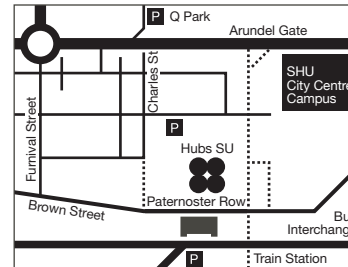 P Q Park
Arundel Gate
SHU
City Centre
Campus
Charles St
Furnival Street
P
Hubs SU
Paternoster Row
Brown Street
Interchang
P
Train Station